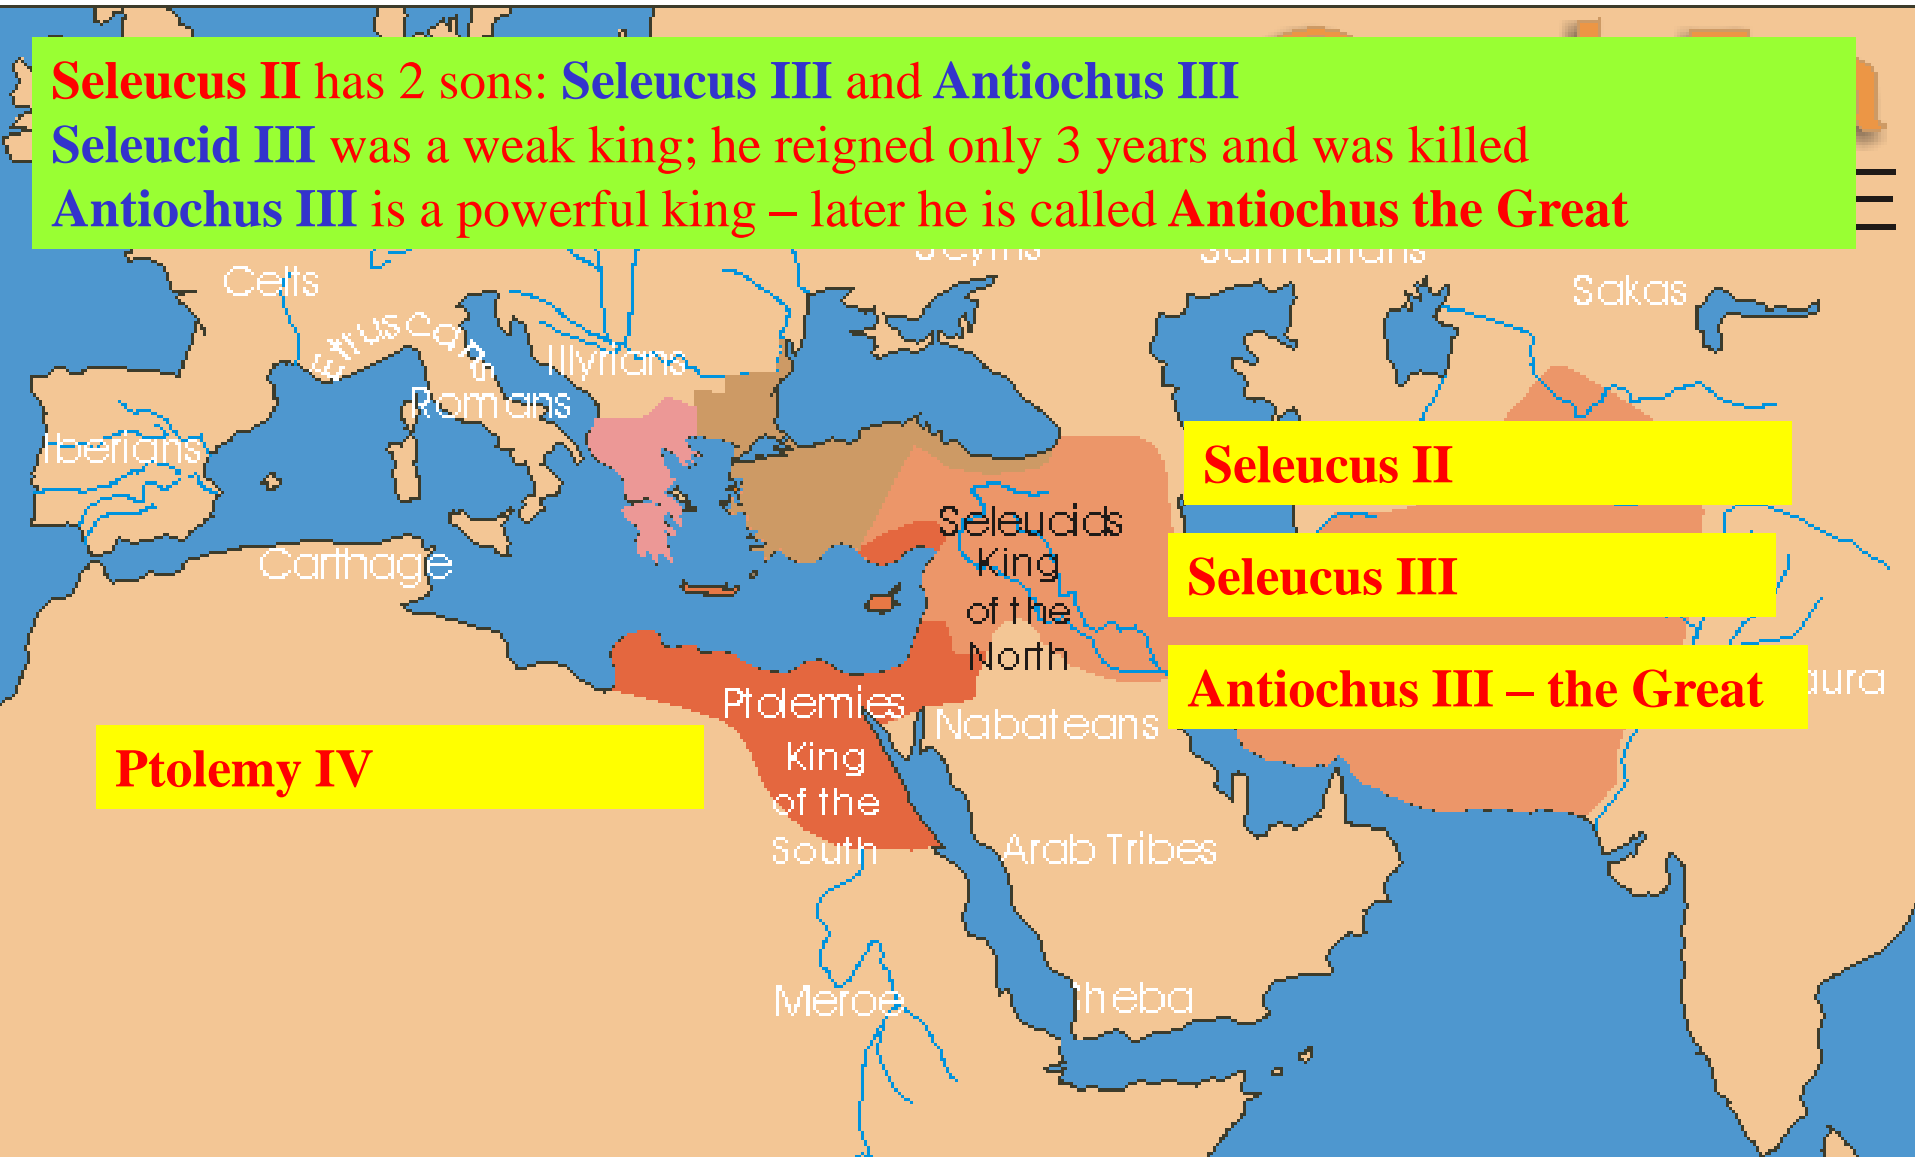 Seleucus II has 2 sons: Seleucus III and Antiochus III
Seleucid III was a weak king; he reigned only 3 years and was killed
Antiochus III is a powerful king – later he is called Antiochus the Great
Celts
Sakas
Etruscans
Illyrians
Romans
Iberians
Seleucus II
Seleucids
King
of the
North
Carthage
Seleucus III
Antiochus III – the Great
Ptolemies
King
of the
South
Nabateans
Ptolemy IV
Arab Tribes
Meroe
Sheba